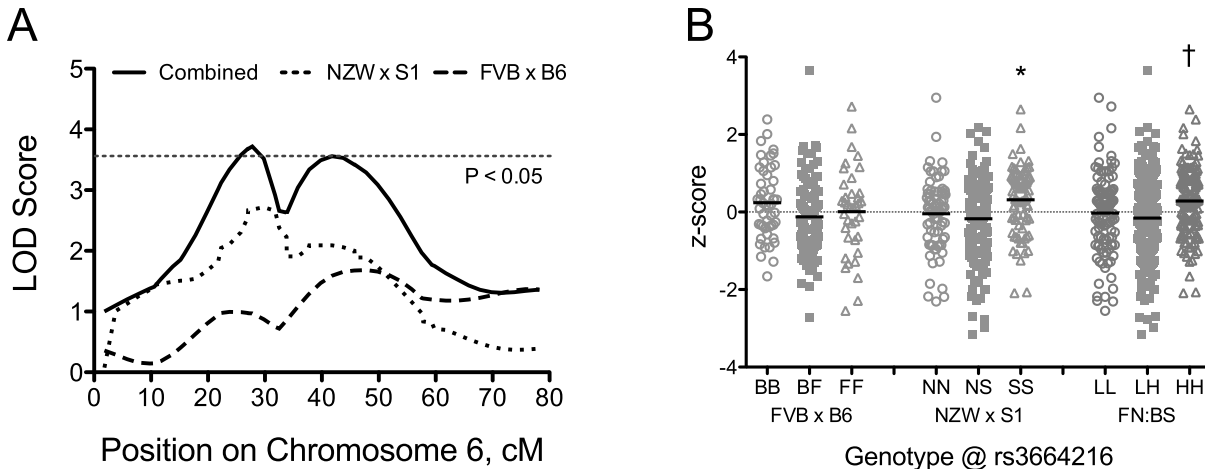 A
5
4
3
2
1
0
LOD Score
Combined
NZW x S1
FVB x B6
P < 0.05
0 10 20 30 40 50 60 70 80
Position on Chromosome 6, cM
B
4
2
0
-2
-4
z-score
*
†
BB BF FF NN NS SS LL LH HH
FVB x B6 NZW x S1 FN:BS
Genotype @ rs3664216